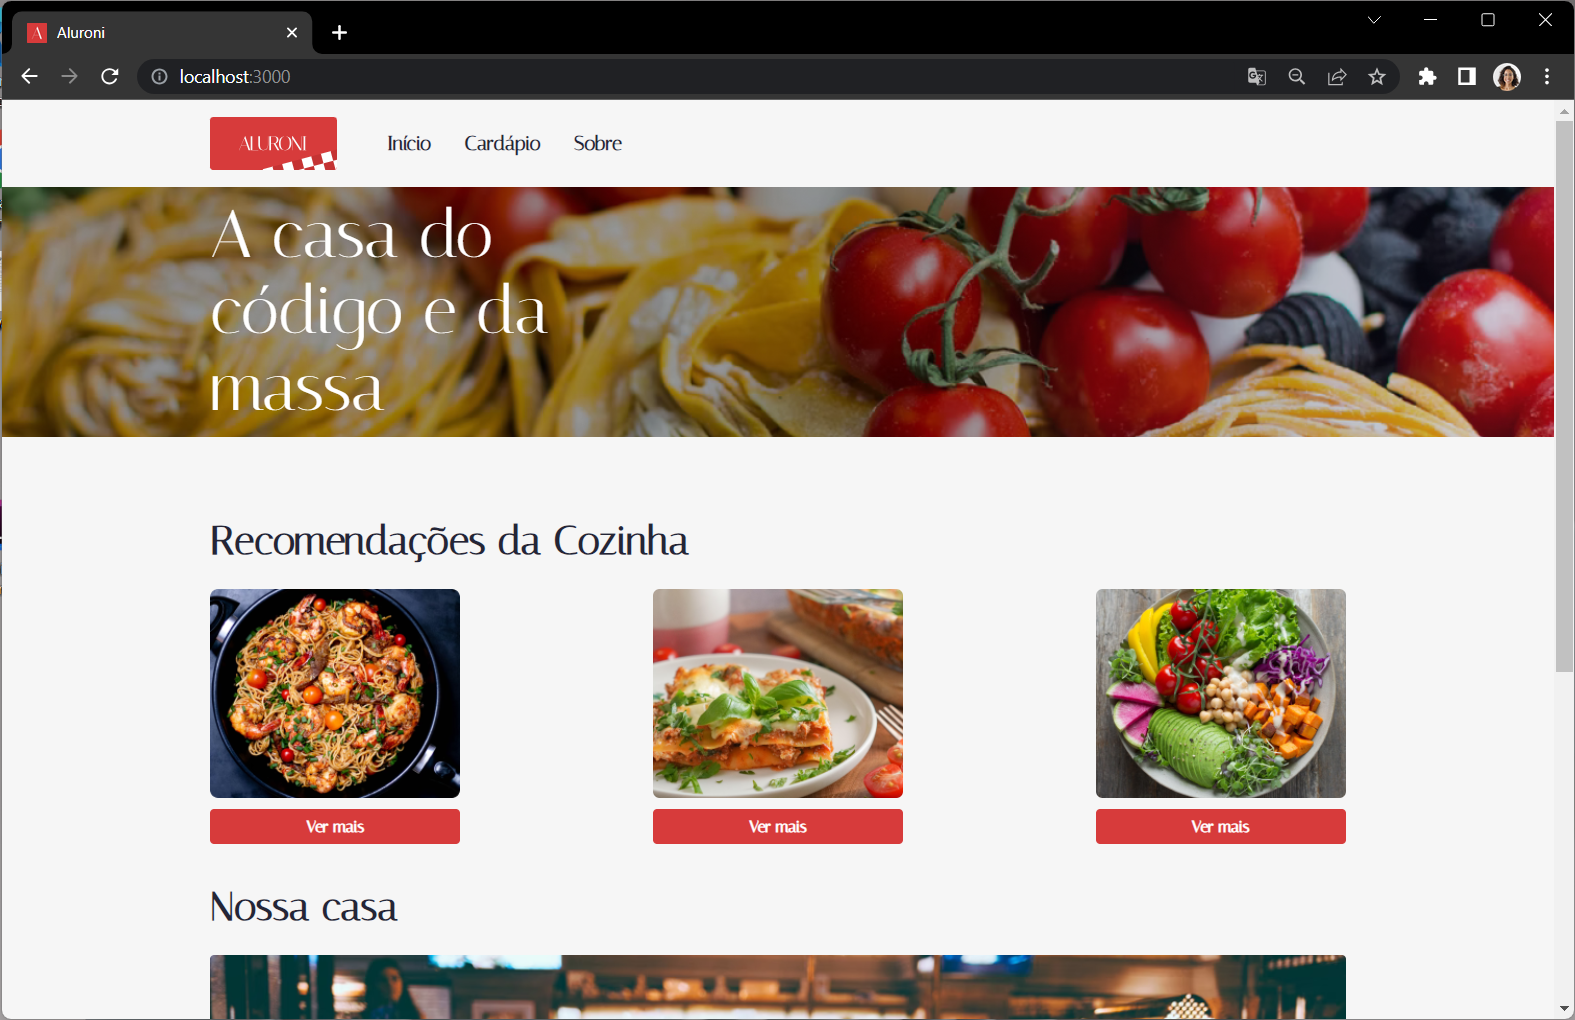 Aluroni
localhost:3000
ALURONI
Início Cardápio Sobre
A casa do
código e da
massa
Recomendações da Cozinha
Ver mais Ver mais Ver mais
Nossa casa